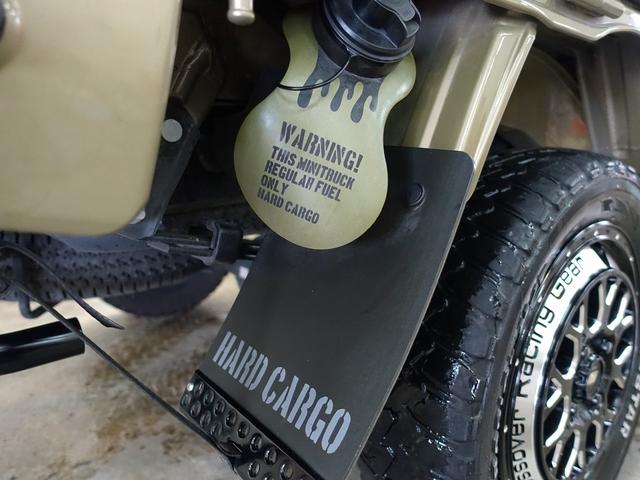 WARNING!
THIS MINITRUCK
REGULAR FUEL
ONLY
HARD CARGO
HARD CARGO
Racing Gear